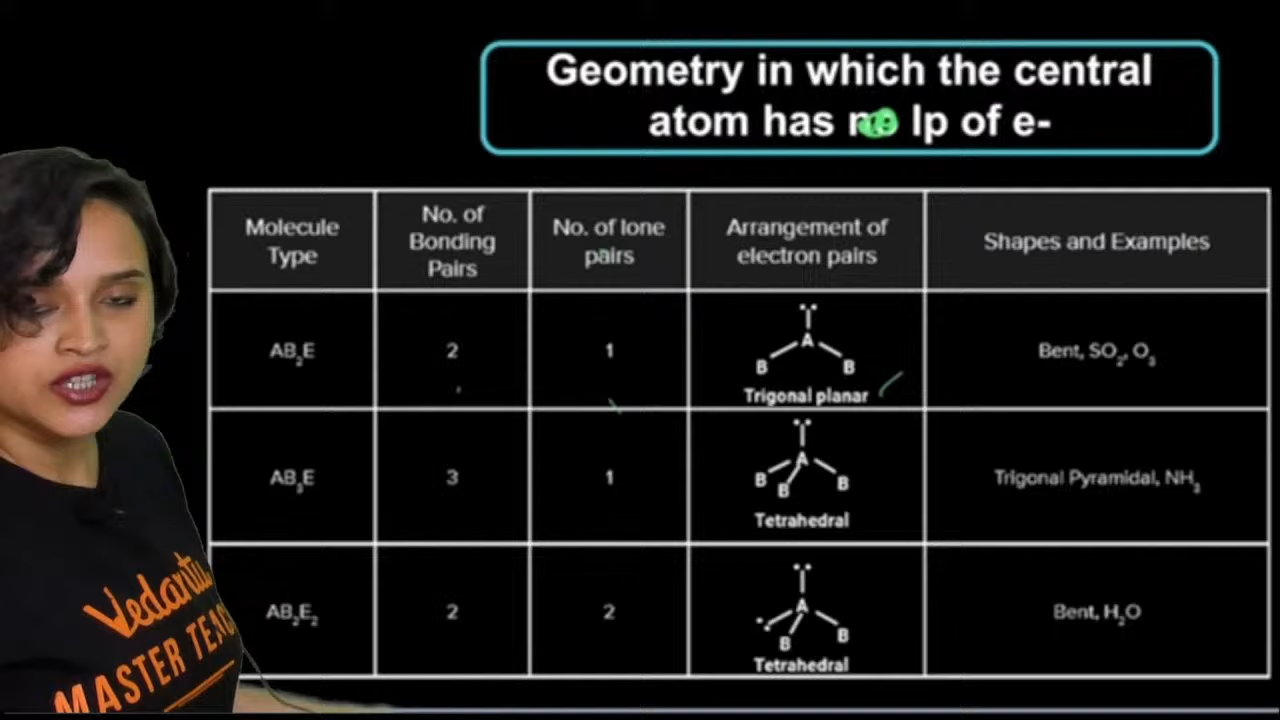 Geometry in which the central
atom has no lp of e-
Molecule
Type
No. of
Bonding
Pairs
No. of lone
pairs
Arrangement of
electron pairs
Shapes and Examples
AB₂E
2
1
A
B B
Trigonal planar
Bent, SO₂, O₃
AB₃E
3
1
A
B B B
Tetrahedral
Trigonal Pyramidal, NH₃
AB₂E₂
2
2
A
B B
Tetrahedral
Bent, H₂O
Vedantu
MASTER TEAC